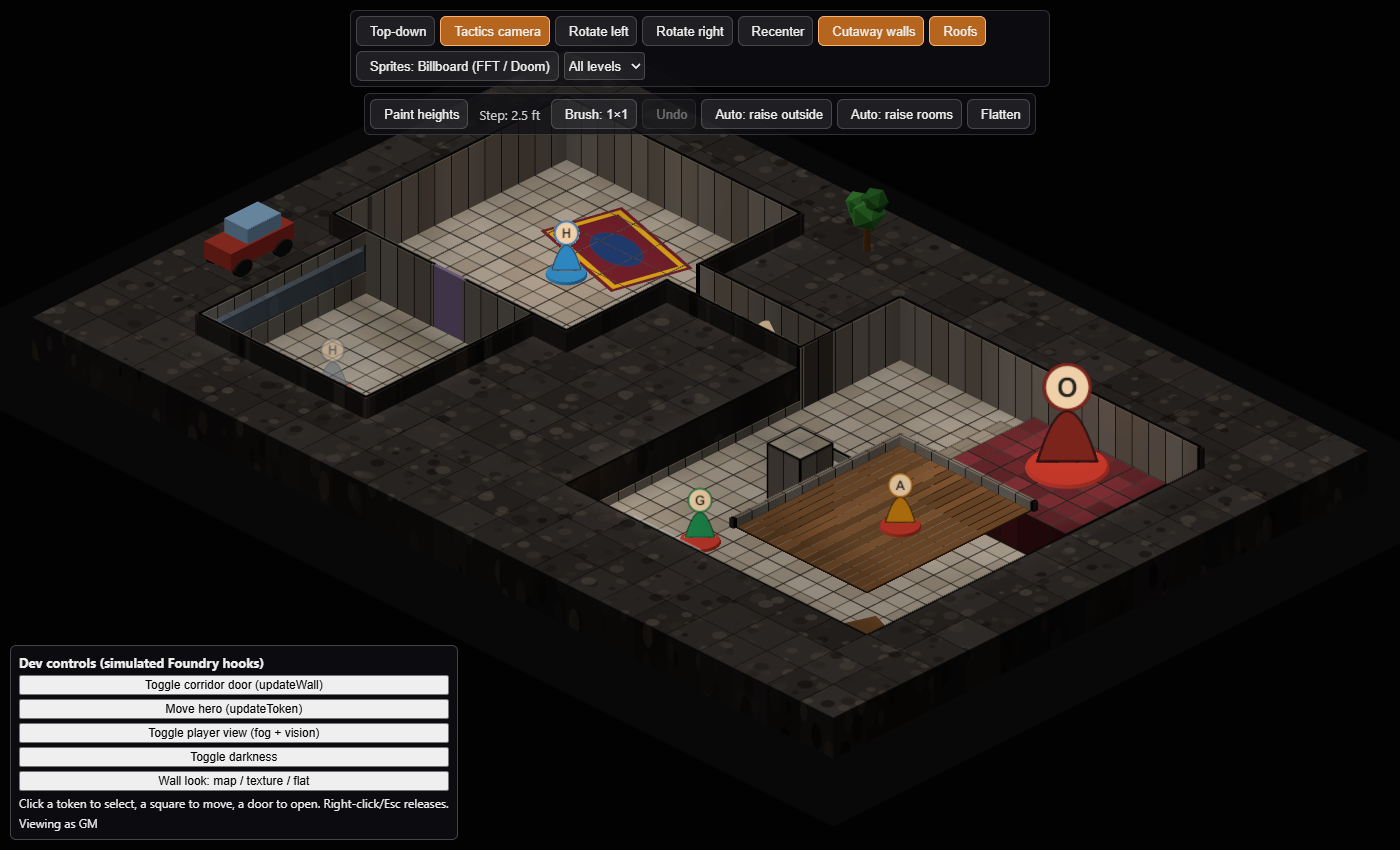 Top-down Tactics camera Rotate left Rotate right Recenter Cutaway walls Roofs
Sprites: Billboard (FFT / Doom) All levels
Paint heights Step: 2.5 ft Brush: 1×1 Undo Auto: raise outside Auto: raise rooms Flatten
H
H
O
A
G
Dev controls (simulated Foundry hooks)
Toggle corridor door (updateWall)
Move hero (updateToken)
Toggle player view (fog + vision)
Toggle darkness
Wall look: map / texture / flat
Click a token to select, a square to move, a door to open. Right-click/Esc releases.
Viewing as GM